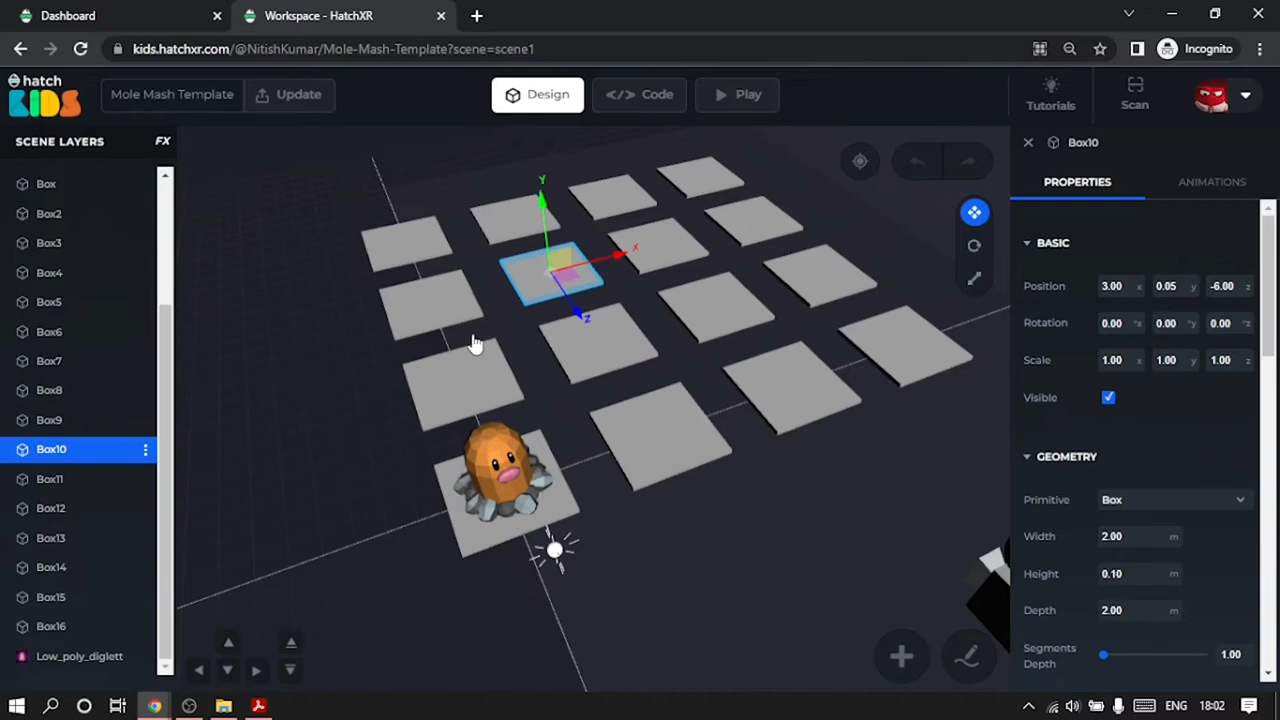 Dashboard
Workspace - HatchXR
kids.hatchxr.com/@NitishKumar/Mole-Mash-Template?scene=scene1
Incognito
hatch
KIDS
Mole Mash Template
Update
Design
</> Code
Play
Tutorials
Scan
SCENE LAYERS
FX
Box
Box2
Box3
Box4
Box5
Box6
Box7
Box8
Box9
Box10
Box11
Box12
Box13
Box14
Box15
Box16
Low_poly_diglett
Y
X
Z
Box10
PROPERTIES
ANIMATIONS
BASIC
Position 3.00 x 0.05 y -6.00 z
Rotation 0.00 °x 0.00 °y 0.00 °z
Scale 1.00 x 1.00 y 1.00 z
Visible
GEOMETRY
Primitive Box
Width 2.00 m
Height 0.10 m
Depth 2.00 m
Segments Depth 1.00
ENG
18:02